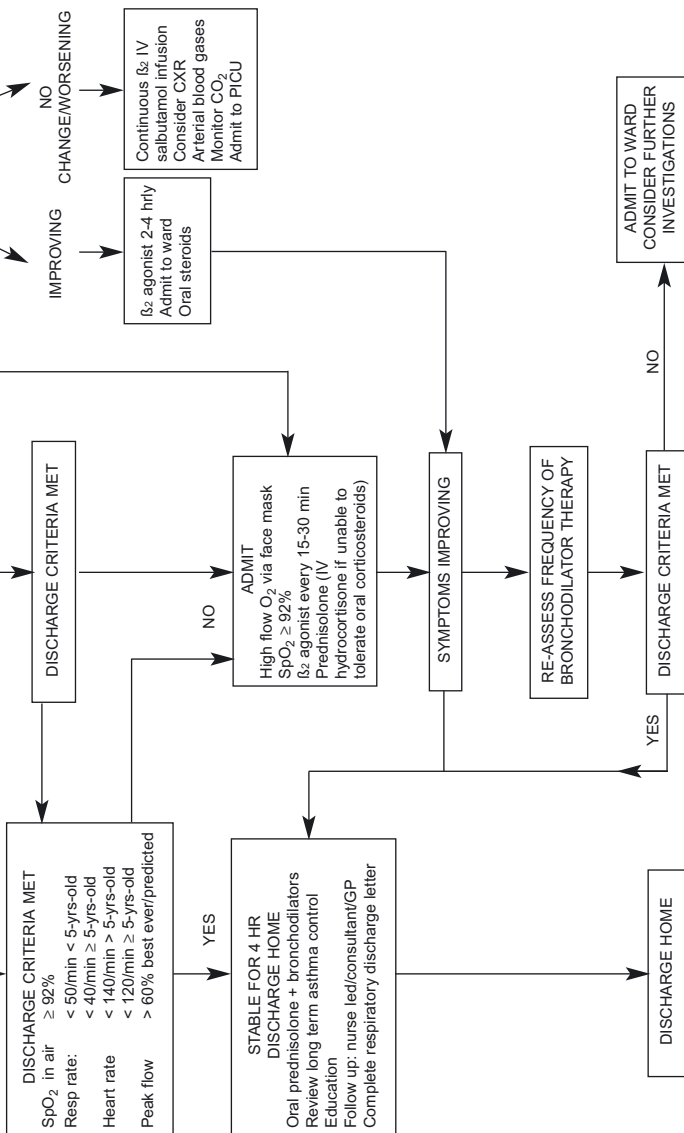 DISCHARGE CRITERIA MET
SpO₂ in air ≥ 92%
Resp rate: < 50/min < 5-yrs-old
< 40/min ≥ 5-yrs-old
Heart rate < 140/min > 5-yrs-old
< 120/min ≥ 5-yrs-old
Peak flow > 60% best ever/predicted
DISCHARGE CRITERIA MET
IMPROVING
NO
CHANGE/WORSENING
ß₂ agonist 2-4 hrly
Admit to ward
Oral steroids
Continuous ß₂ IV
salbutamol infusion
Consider CXR
Arterial blood gases
Monitor CO₂
Admit to PICU
YES
NO
STABLE FOR 4 HR
DISCHARGE HOME
Oral prednisolone + bronchodilators
Review long term asthma control
Education
Follow up: nurse led/consultant/GP
Complete respiratory discharge letter
ADMIT
High flow O₂ via face mask
SpO₂ ≥ 92%
ß₂ agonist every 15-30 min
Prednisolone (IV
hydrocortisone if unable to
tolerate oral corticosteroids)
SYMPTOMS IMPROVING
RE-ASSESS FREQUENCY OF
BRONCHODILATOR THERAPY
YES
DISCHARGE CRITERIA MET
NO
DISCHARGE HOME
ADMIT TO WARD
CONSIDER FURTHER
INVESTIGATIONS